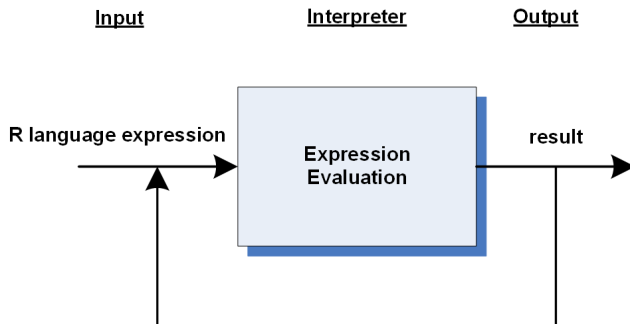 Input
Interpreter
Output
R language expression
Expression
Evaluation
result